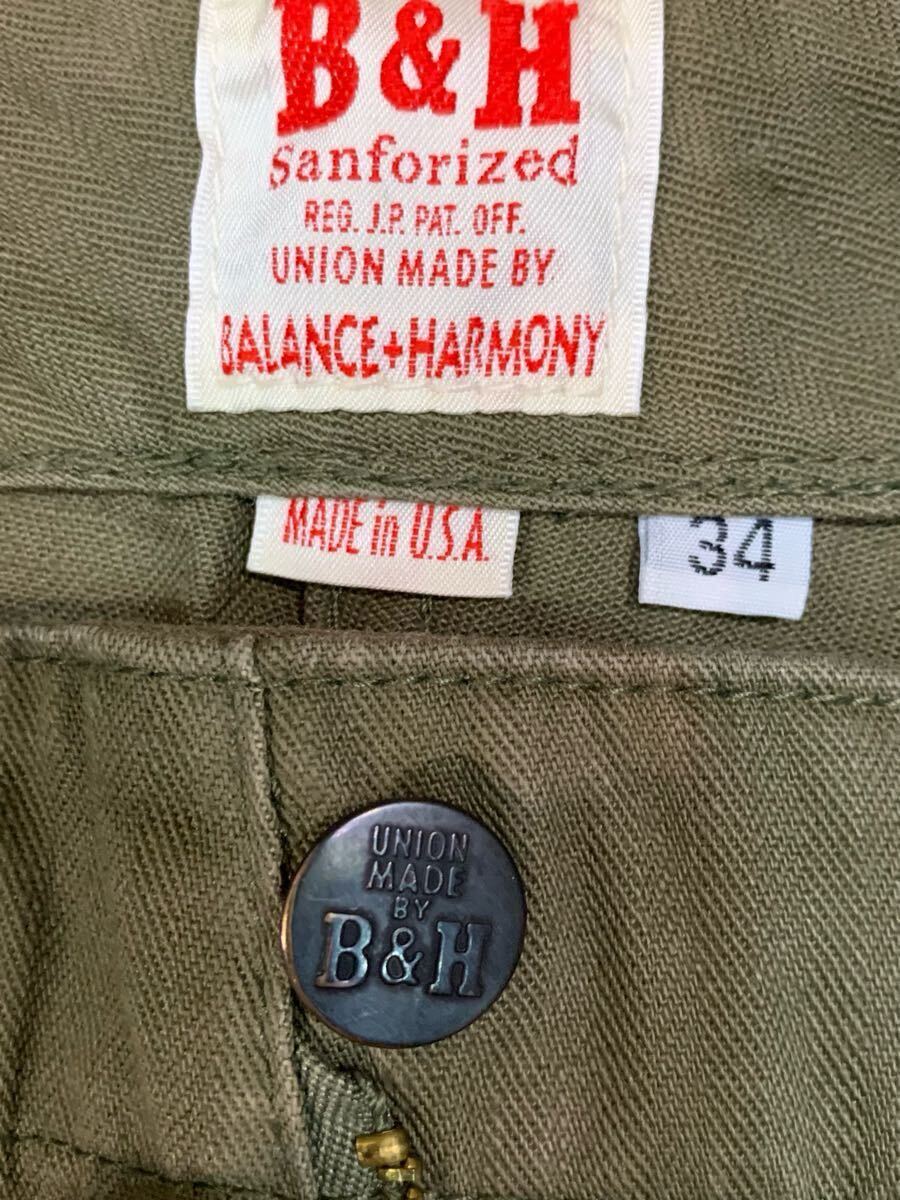 B&H
Sanforized
REG. J.P. PAT. OFF.
UNION MADE BY
BALANCE+HARMONY
MADE in U.S.A.
34
UNION
MADE
BY
B&H